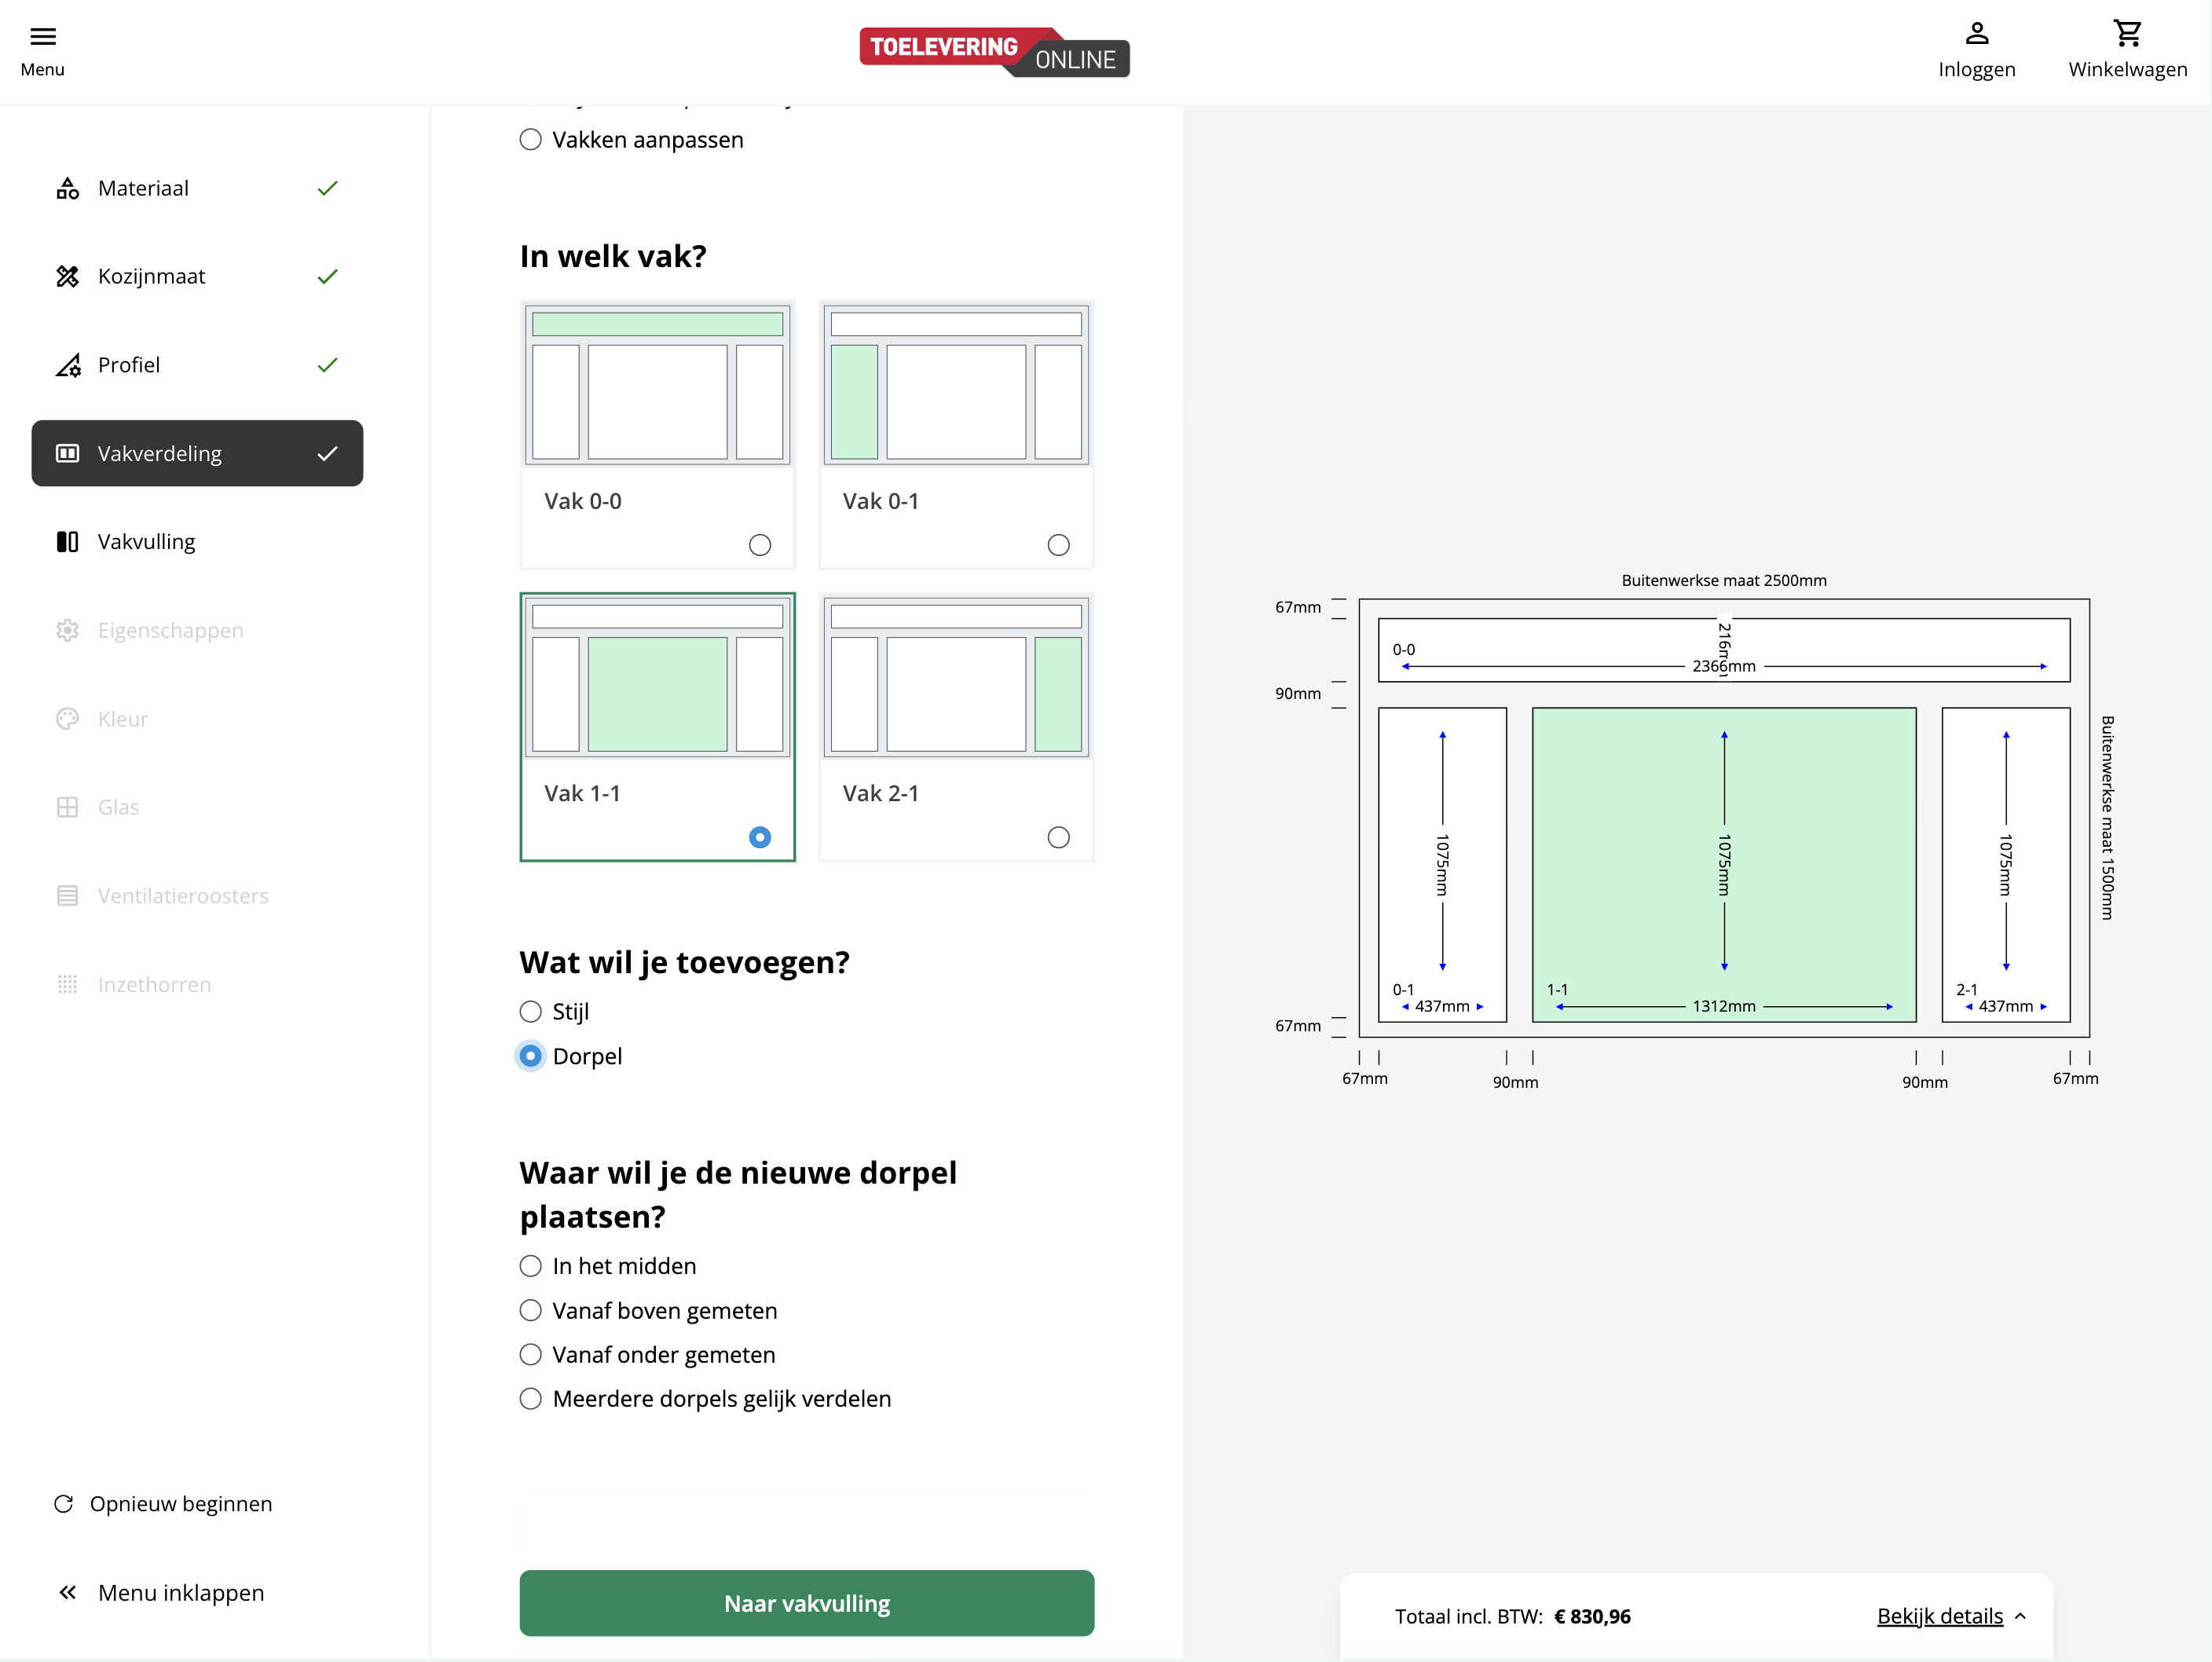 Menu
TOELEVERING
ONLINE
Inloggen
Winkelwagen
Materiaal
Kozijnmaat
Profiel
Vakverdeling
Vakvulling
Eigenschappen
Kleur
Glas
Ventilatieroosters
Inzethorren
Opnieuw beginnen
Menu inklappen
Vakken aanpassen
In welk vak?
Vak 0-0
Vak 0-1
Vak 1-1
Vak 2-1
Wat wil je toevoegen?
Stijl
Dorpel
Waar wil je de nieuwe dorpel
plaatsen?
In het midden
Vanaf boven gemeten
Vanaf onder gemeten
Meerdere dorpels gelijk verdelen
Naar vakvulling
Buitenwerkse maat 2500mm
67mm
0-0
216mm
2366mm
90mm
1075mm
1075mm
1075mm
Buitenwerkse maat 1500mm
0-1
437mm
1-1
1312mm
2-1
437mm
67mm
67mm
90mm
90mm
67mm
Totaal incl. BTW: € 830,96
Bekijk details